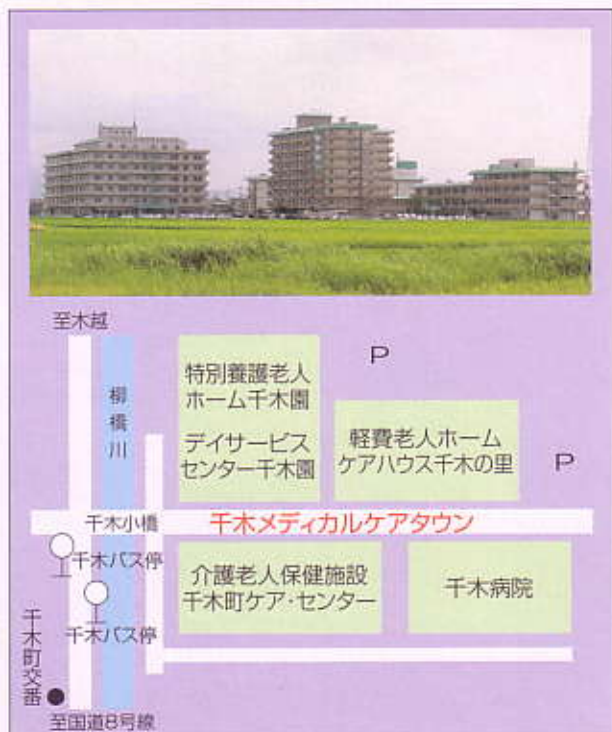 至木越
柳橋川
特別養護老人
ホーム千木園
デイサービス
センター千木園
P
軽費老人ホーム
ケアハウス千木の里
P
千木小橋
千木メディカルケアタウン
千木バス停
千木バス停
介護老人保健施設
千木町ケア・センター
千木病院
千木町交番
至国道8号線